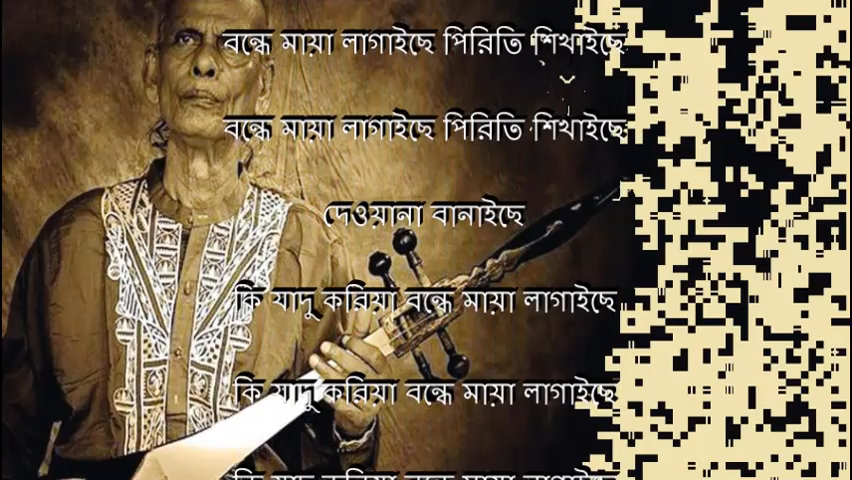 বন্ধে মায়া লাগাইছে পিরিতি শিখাইছে
বন্ধে মায়া লাগাইছে পিরিতি শিখাইছে
দেওয়ানা বানাইছে
কি যাদু করিয়া বন্ধে মায়া লাগাইছে
কি যাদু করিয়া বন্ধে মায়া লাগাইছে